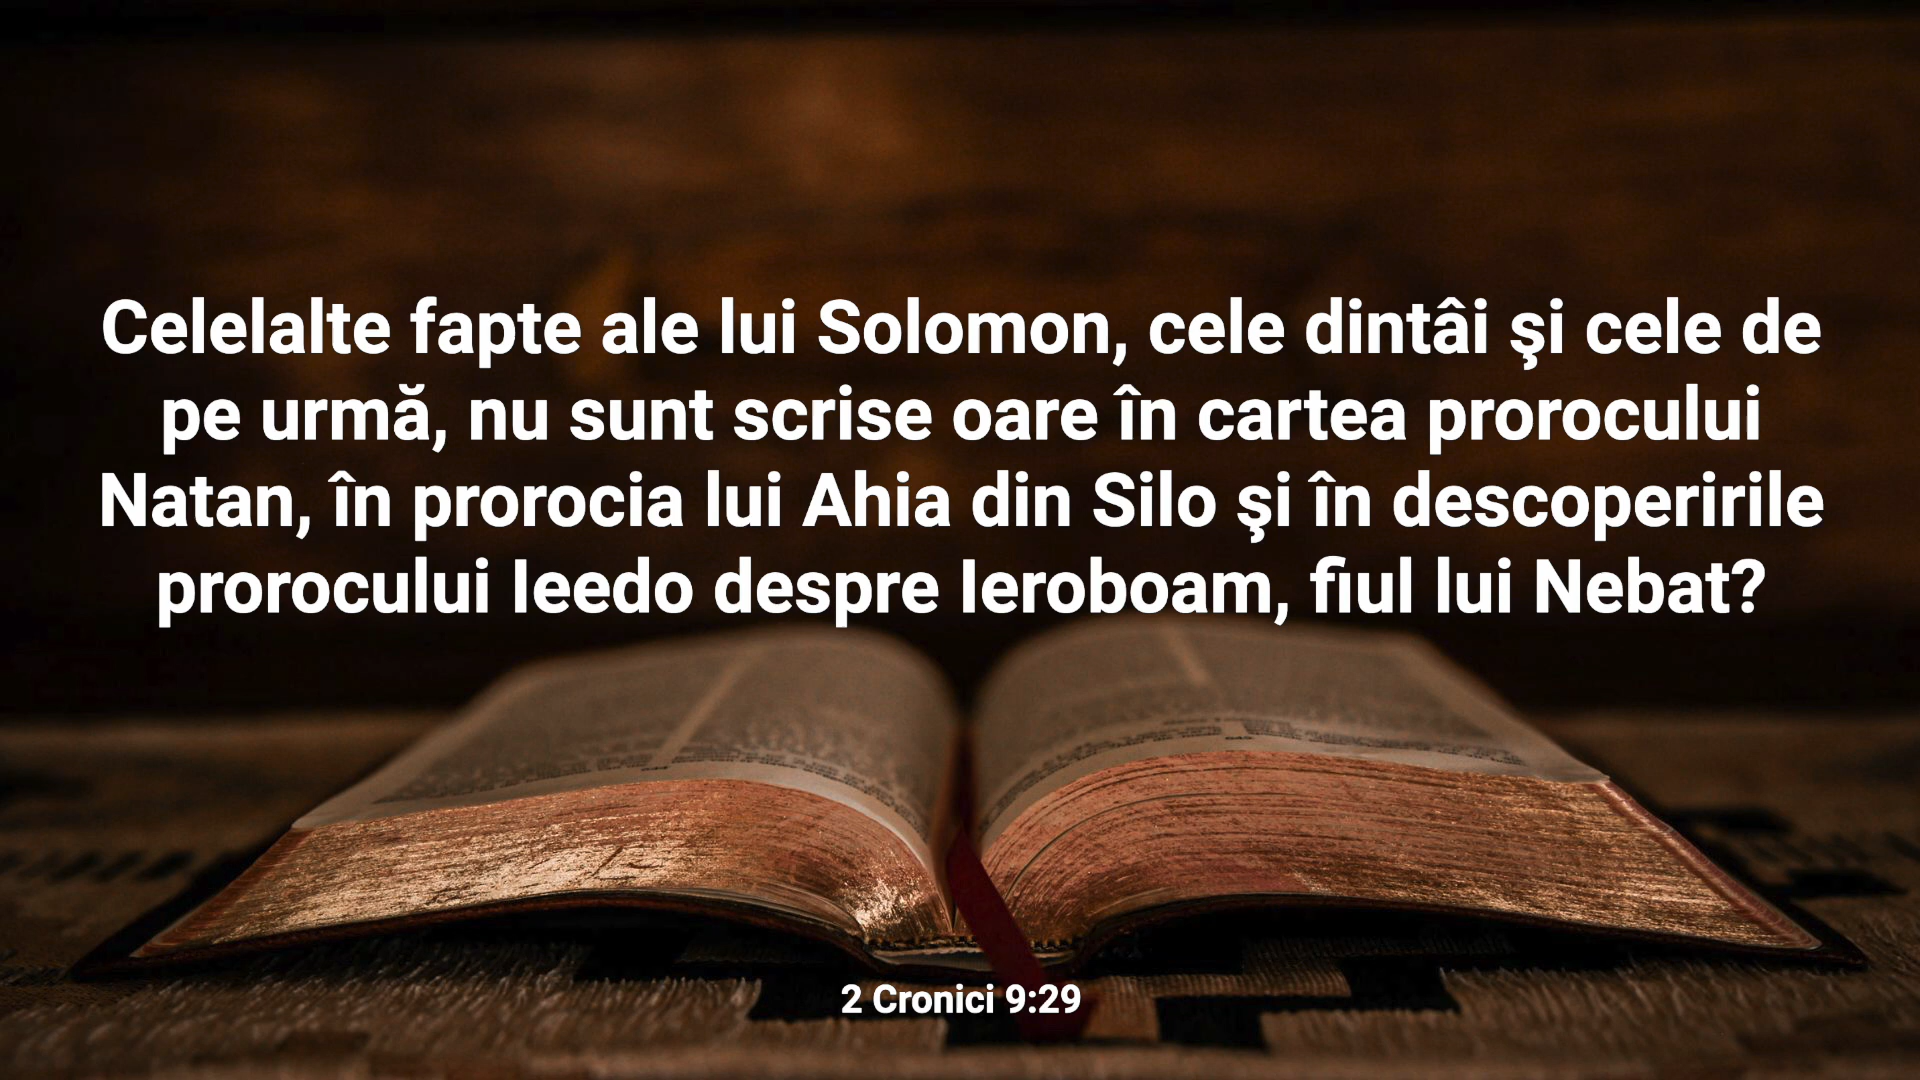 Celelalte fapte ale lui Solomon, cele dintâi şi cele de
pe urmă, nu sunt scrise oare în cartea prorocului
Natan, în prorocia lui Ahia din Silo şi în descoperirile
prorocului Ieedo despre Ieroboam, fiul lui Nebat?
2 Cronici 9:29